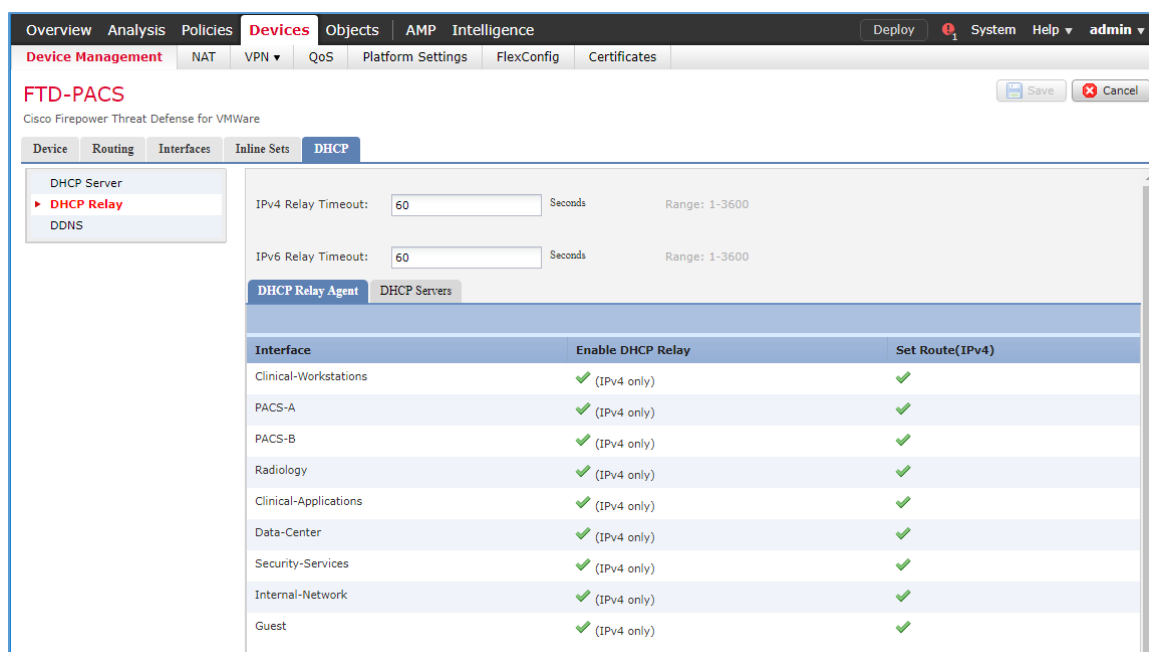 Overview Analysis Policies Devices Objects AMP Intelligence Deploy 1 System Help admin
Device Management NAT VPN QoS Platform Settings FlexConfig Certificates
FTD-PACS Save Cancel
Cisco Firepower Threat Defense for VMWare
Device Routing Interfaces Inline Sets DHCP
DHCP Server
DHCP Relay
DDNS
IPv4 Relay Timeout: 60 Seconds Range: 1-3600
IPv6 Relay Timeout: 60 Seconds Range: 1-3600
DHCP Relay Agent DHCP Servers
Interface Enable DHCP Relay Set Route(IPv4)
Clinical-Workstations (IPv4 only)
PACS-A (IPv4 only)
PACS-B (IPv4 only)
Radiology (IPv4 only)
Clinical-Applications (IPv4 only)
Data-Center (IPv4 only)
Security-Services (IPv4 only)
Internal-Network (IPv4 only)
Guest (IPv4 only)